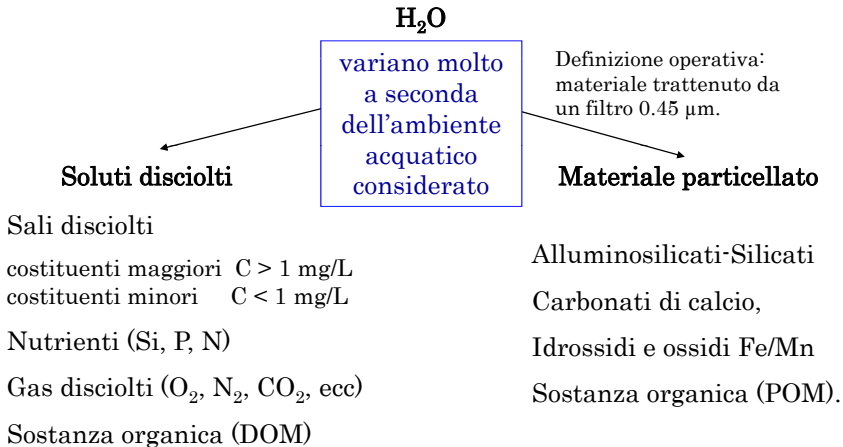 H₂O
variano molto
a seconda
dell'ambiente
acquatico
considerato
Definizione operativa:
materiale trattenuto da
un filtro 0.45 µm.
Soluti disciolti
Sali disciolti
costituenti maggiori C > 1 mg/L
costituenti minori C < 1 mg/L
Nutrienti (Si, P, N)
Gas disciolti (O₂, N₂, CO₂, ecc)
Sostanza organica (DOM)
Materiale particellato
Alluminosilicati-Silicati
Carbonati di calcio,
Idrossidi e ossidi Fe/Mn
Sostanza organica (POM).